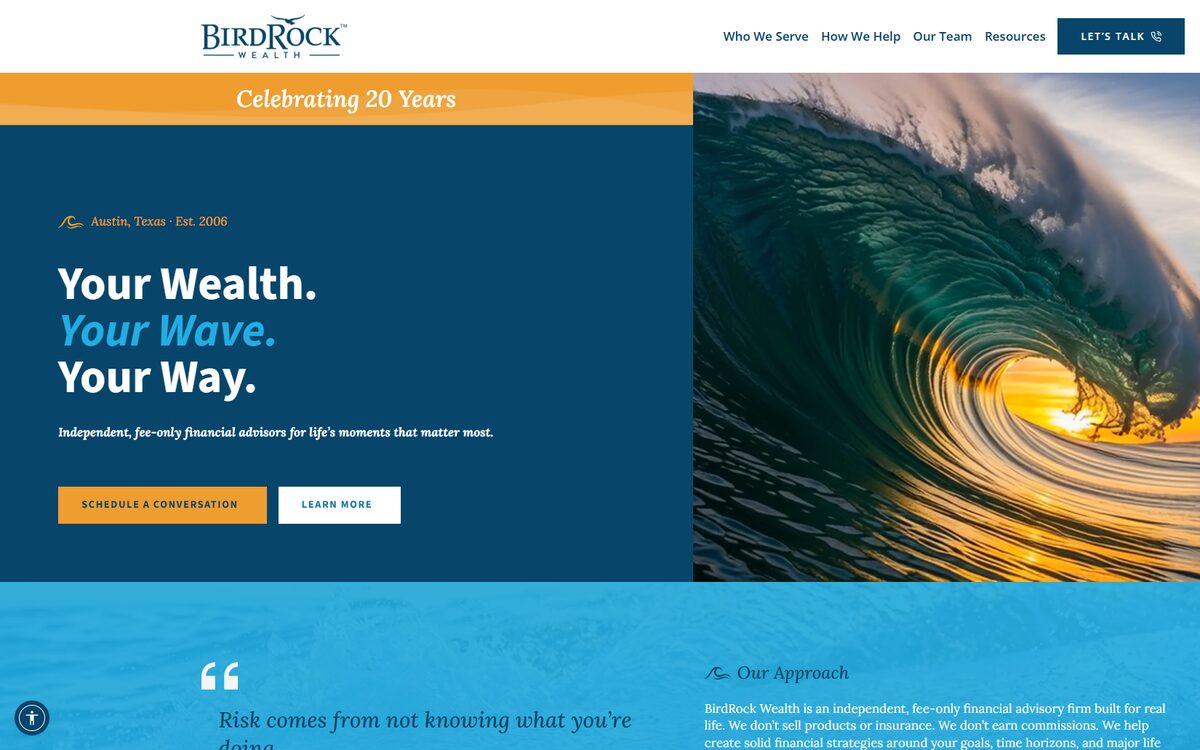 BIRDROCK™
WEALTH
Who We Serve How We Help Our Team Resources LET'S TALK
Celebrating 20 Years
Austin, Texas · Est. 2006
Your Wealth.
Your Wave.
Your Way.
Independent, fee-only financial advisors for life's moments that matter most.
SCHEDULE A CONVERSATION LEARN MORE
“
Risk comes from not knowing what you're
doing
Our Approach
BirdRock Wealth is an independent, fee-only financial advisory firm built for real
life. We don't sell products or insurance. We don't earn commissions. We help
create solid financial strategies around your goals, time horizons, and major life